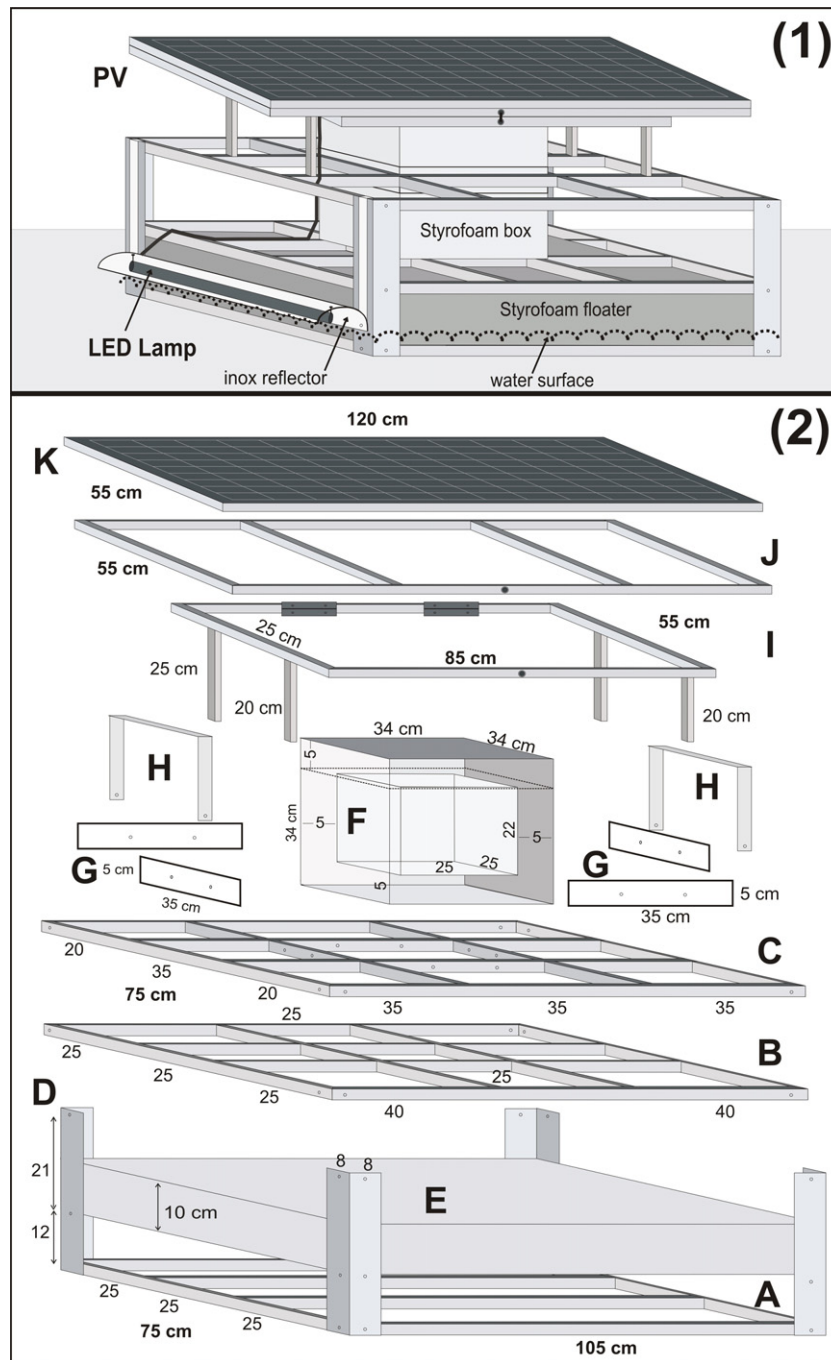 (1)
PV
Styrofoam box
Styrofoam floater
LED Lamp
inox reflector
water surface
(2)
120 cm
K
55 cm
J
55 cm
25 cm
55 cm
I
85 cm
25 cm
20 cm
20 cm
34 cm
34 cm
5
H
H
34 cm
5
F
22
5
25
25
5
G
5 cm
35 cm
G
5 cm
35 cm
20
35
C
75 cm
20
25
35
35
35
25
25
25
B
25
40
40
D
8
8
21
E
10 cm
12
25
25
25
A
75 cm
105 cm